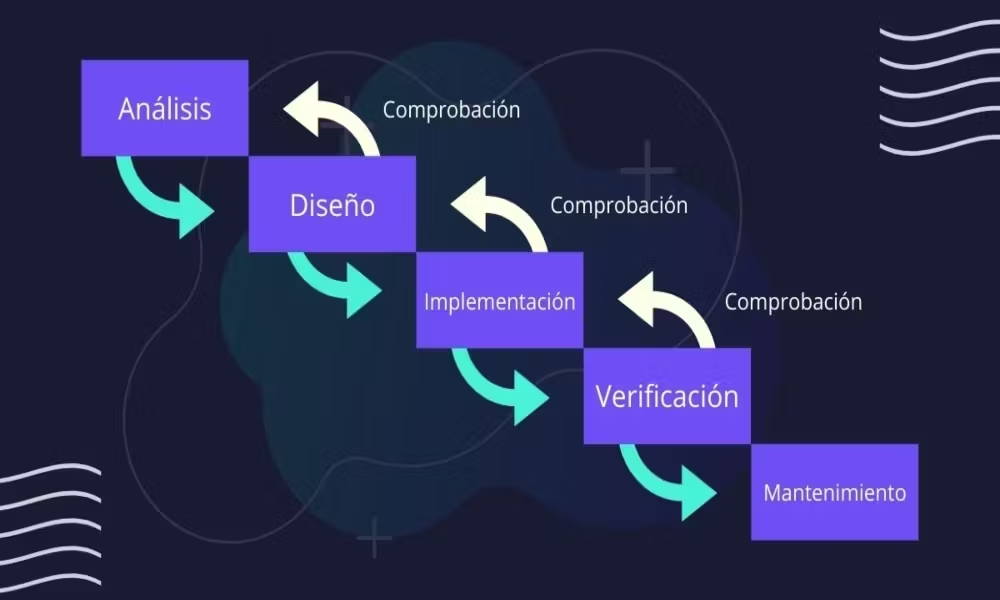 Análisis
Comprobación
Diseño
Comprobación
Implementación
Comprobación
Verificación
Mantenimiento